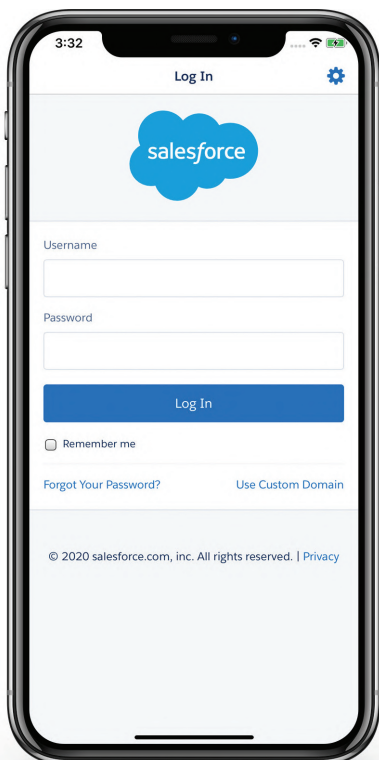 3:32
Log In
salesforce
Username
Password
Log In
Remember me
Forgot Your Password? Use Custom Domain
© 2020 salesforce.com, inc. All rights reserved. | Privacy